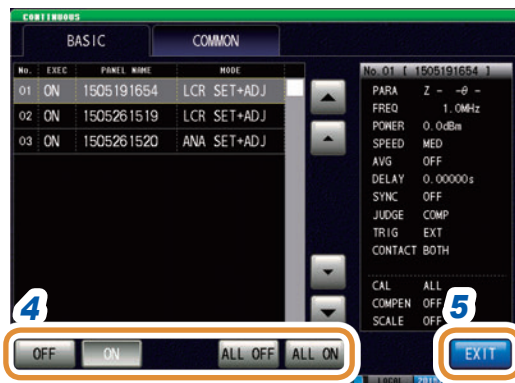 CONTINUOUS
BASIC COMMON
No. EXEC PANEL NAME MODE
01 ON 1505191654 LCR SET+ADJ
02 ON 1505261519 LCR SET+ADJ
03 ON 1505261520 ANA SET+ADJ
No. 01 [ 1505191654 ]
PARA Z - -θ -
FREQ 1.0MHz
POWER 0.0dBm
SPEED MED
AVG OFF
DELAY 0.00000s
SYNC OFF
JUDGE COMP
TRIG EXT
CONTACT BOTH
CAL ALL
COMPEN OFF
SCALE OFF
4
5
OFF ON ALL OFF ALL ON EXIT
LOCAL